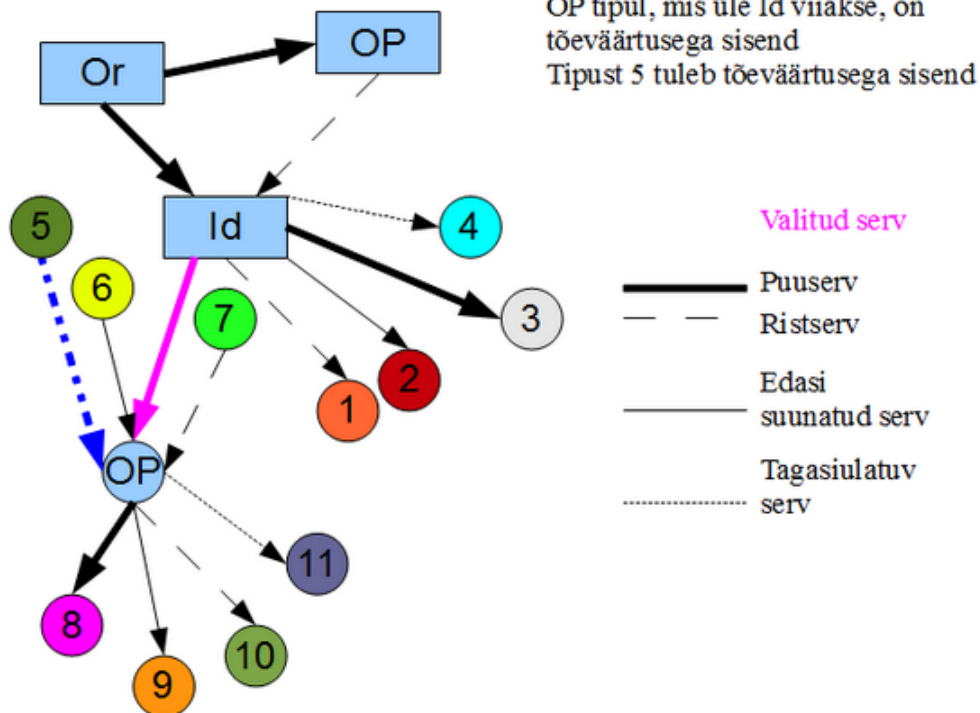 OP tipul, mis üle Id viiakse, on
tõeväärtusega sisend
Tipust 5 tuleb tõeväärtusega sisend
OP
Or
Id
4
5
6
7
3
2
1
OP
11
8
10
9
Valitud serv
Puuserv
Ristserv
Edasi
suunatud serv
Tagasiulatuv
serv